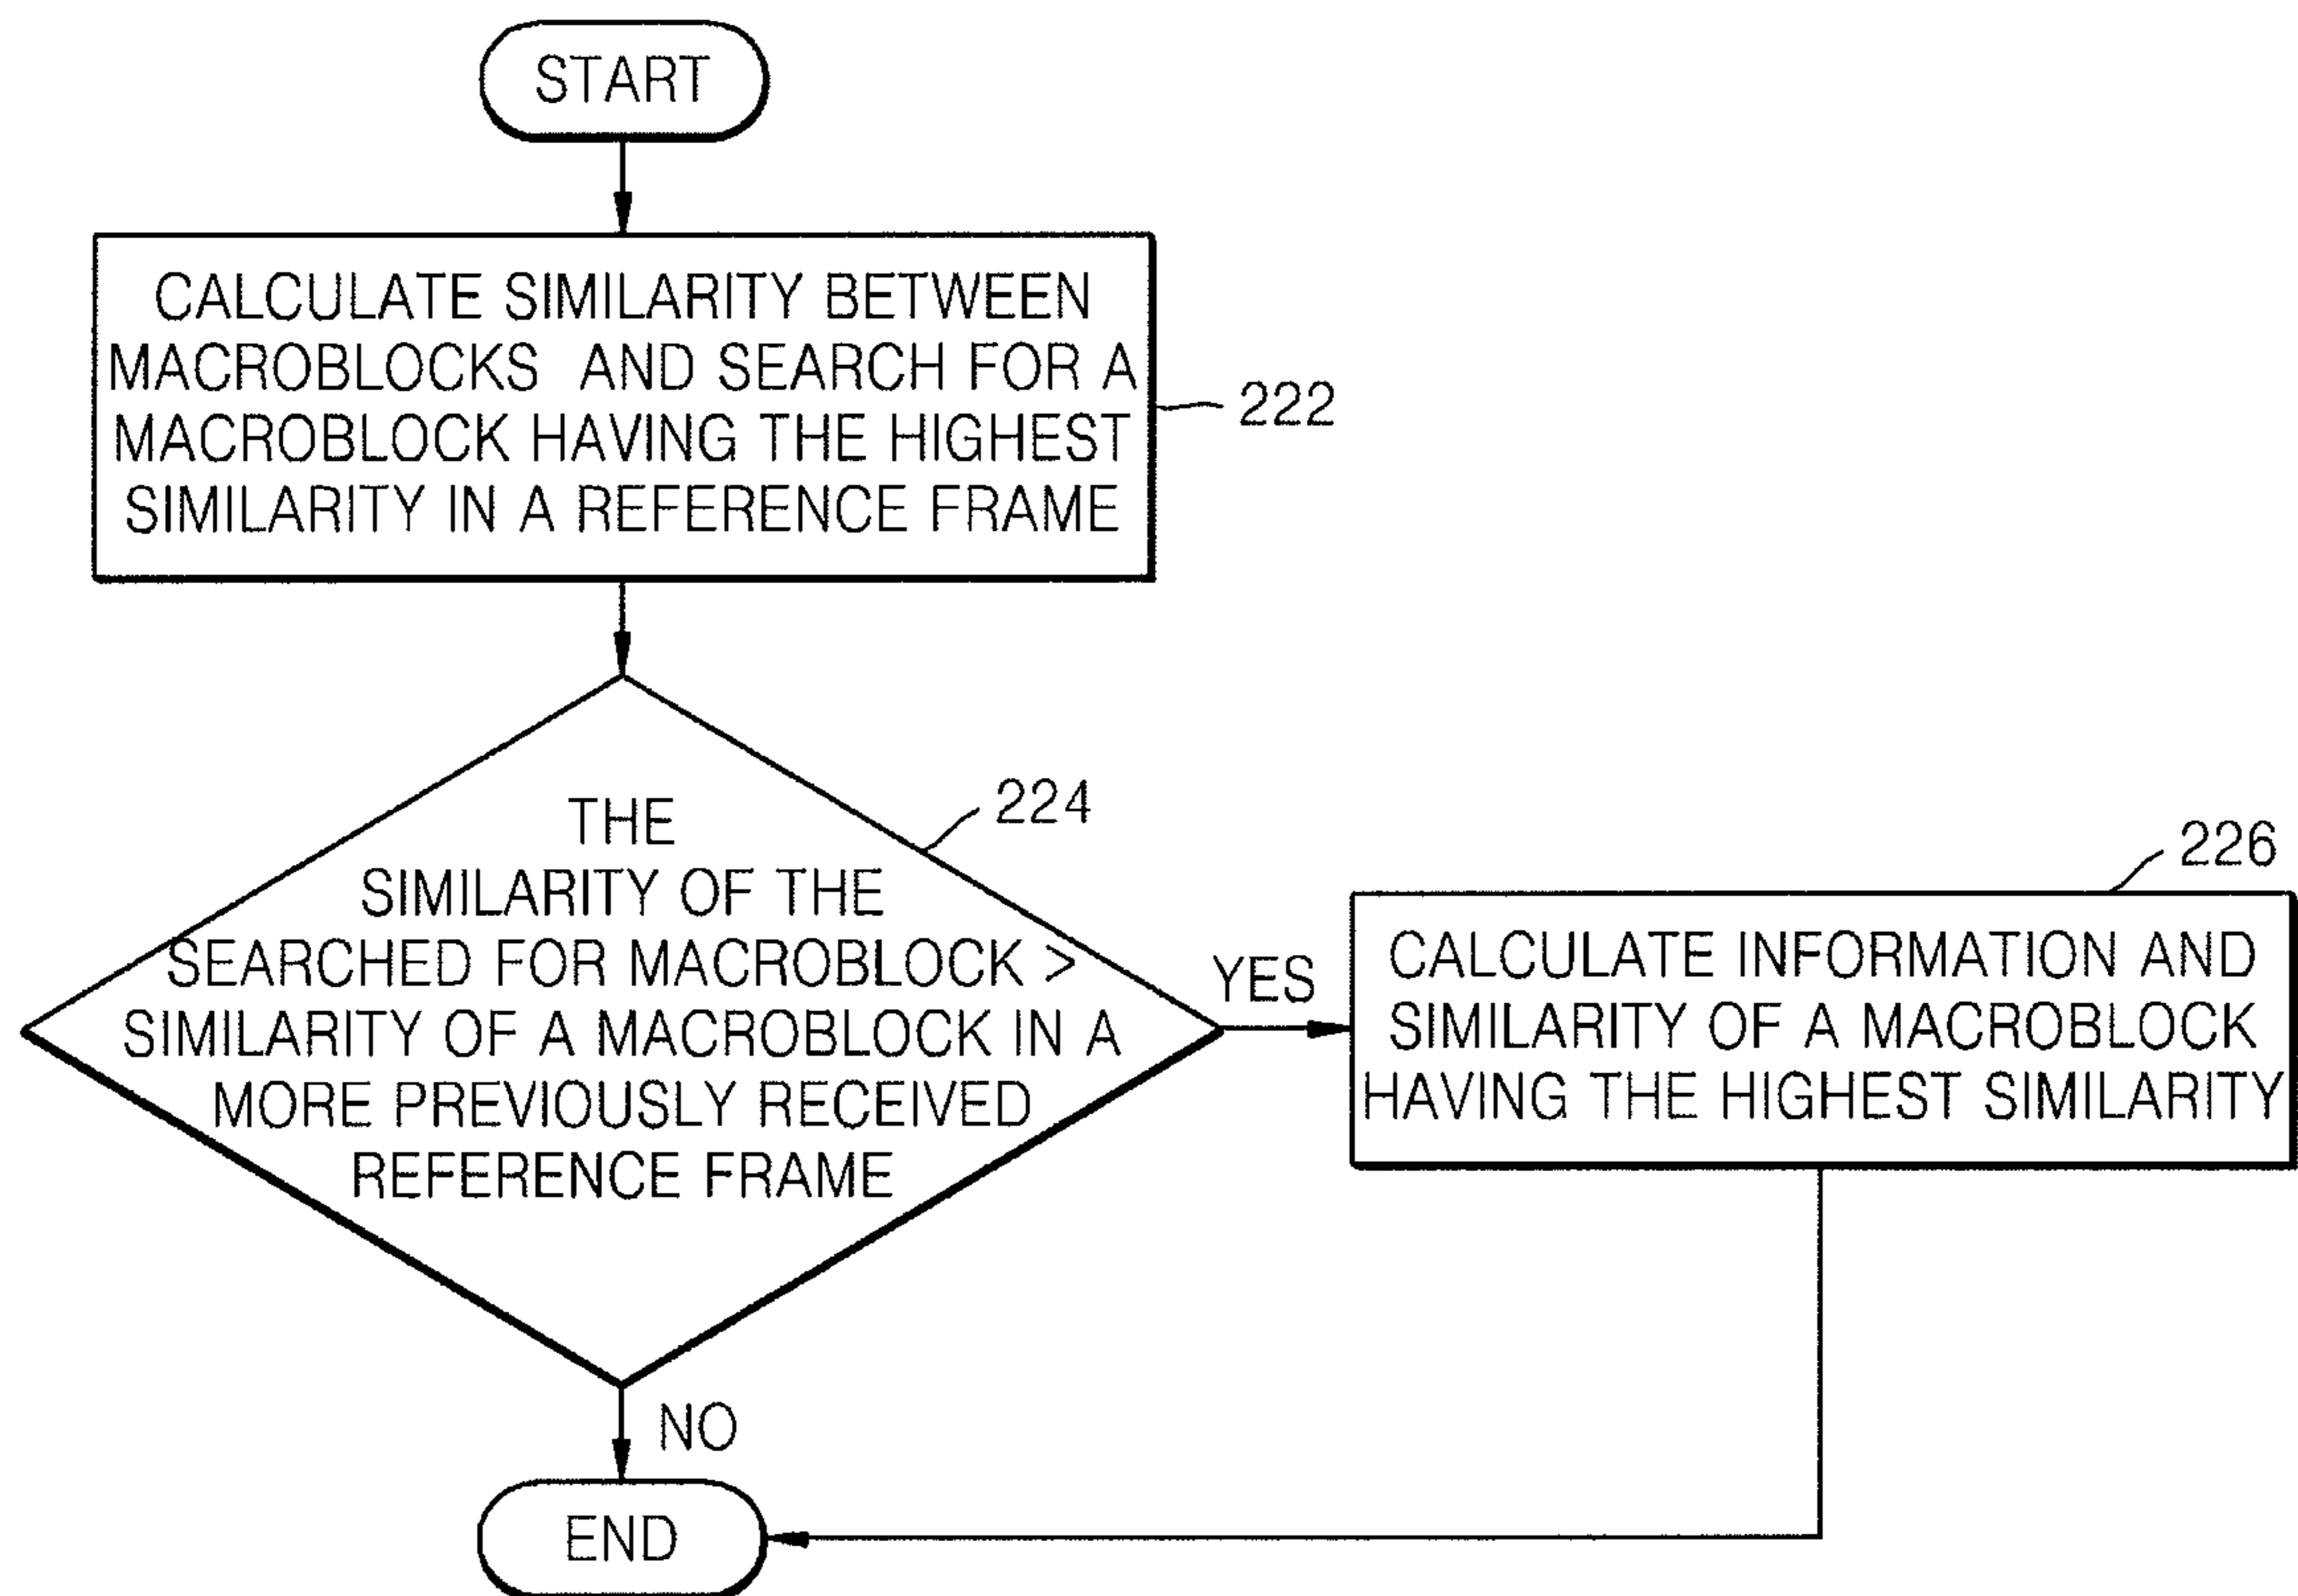 START
CALCULATE SIMILARITY BETWEEN
MACROBLOCKS AND SEARCH FOR A
MACROBLOCK HAVING THE HIGHEST
SIMILARITY IN A REFERENCE FRAME
222
THE
SIMILARITY OF THE
SEARCHED FOR MACROBLOCK >
SIMILARITY OF A MACROBLOCK IN A
MORE PREVIOUSLY RECEIVED
REFERENCE FRAME
224
YES
226
CALCULATE INFORMATION AND
SIMILARITY OF A MACROBLOCK
HAVING THE HIGHEST SIMILARITY
NO
END